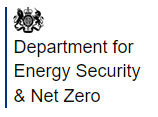 Department for
Energy Security
& Net Zero